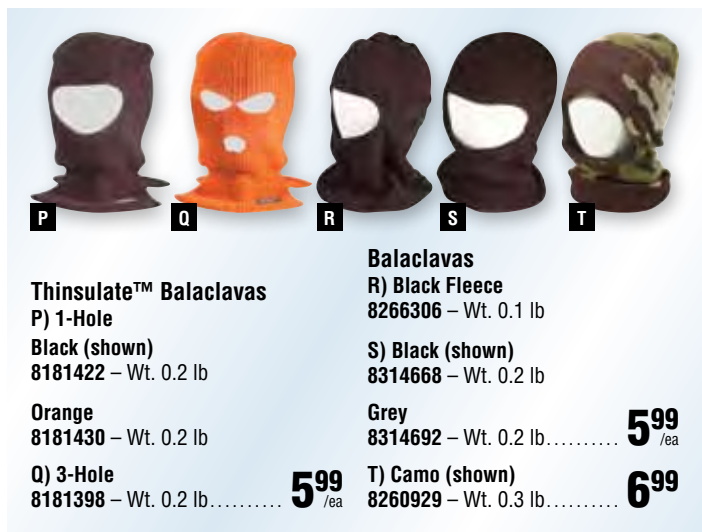 P
Q
R
S
T
Thinsulate™ Balaclavas
P) 1-Hole
Black (shown)
8181422 – Wt. 0.2 lb
Orange
8181430 – Wt. 0.2 lb
Q) 3-Hole
8181398 – Wt. 0.2 lb.......... 5 99 /ea
Balaclavas
R) Black Fleece
8266306 – Wt. 0.1 lb
S) Black (shown)
8314668 – Wt. 0.2 lb
Grey
8314692 – Wt. 0.2 lb.......... 5 99 /ea
T) Camo (shown)
8260929 – Wt. 0.3 lb.......... 6 99